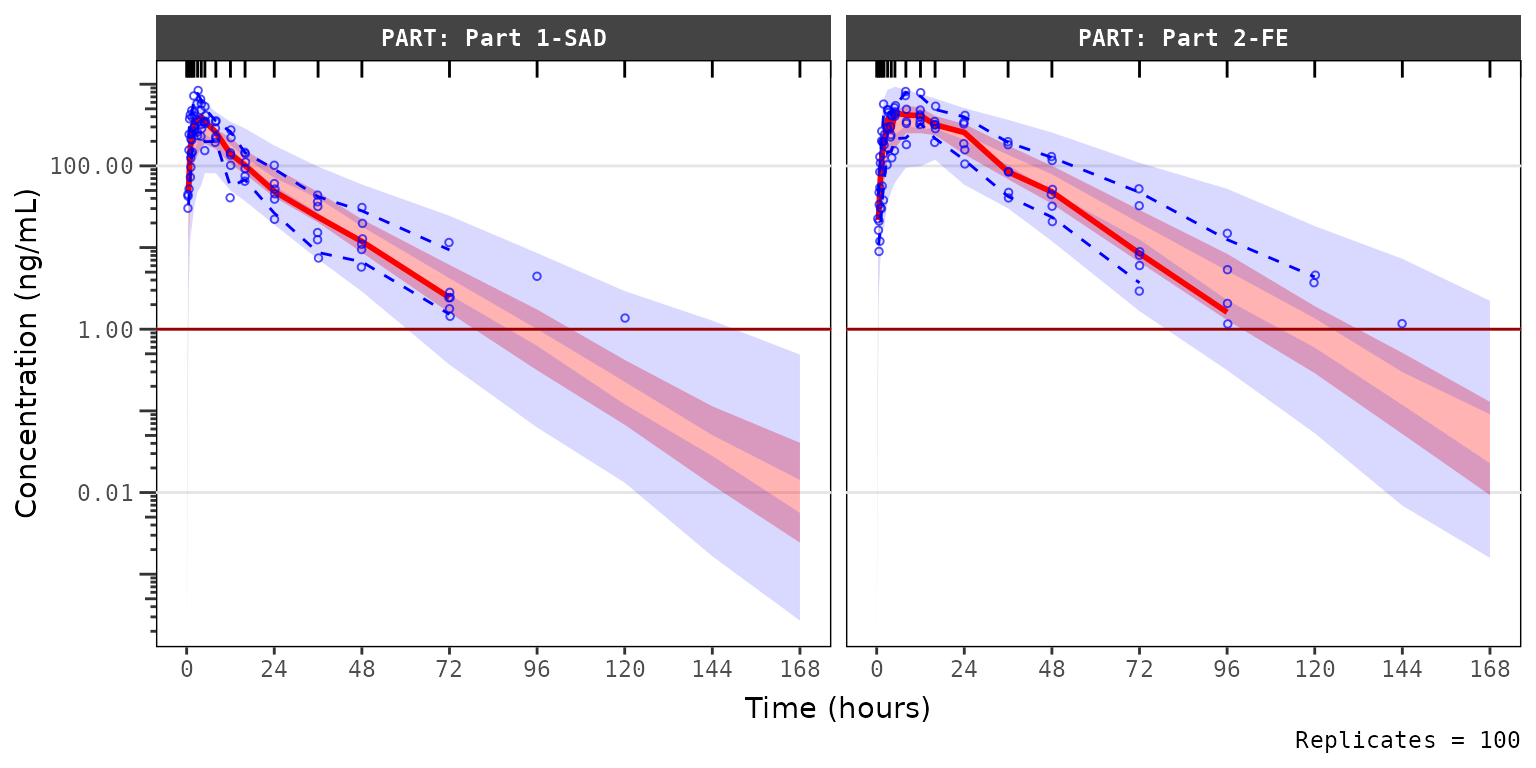 PART: Part 1-SAD
PART: Part 2-FE
Concentration (ng/mL)
100.00
1.00
0.01
0 24 48 72 96 120 144 168
0 24 48 72 96 120 144 168
Time (hours)
Replicates = 100